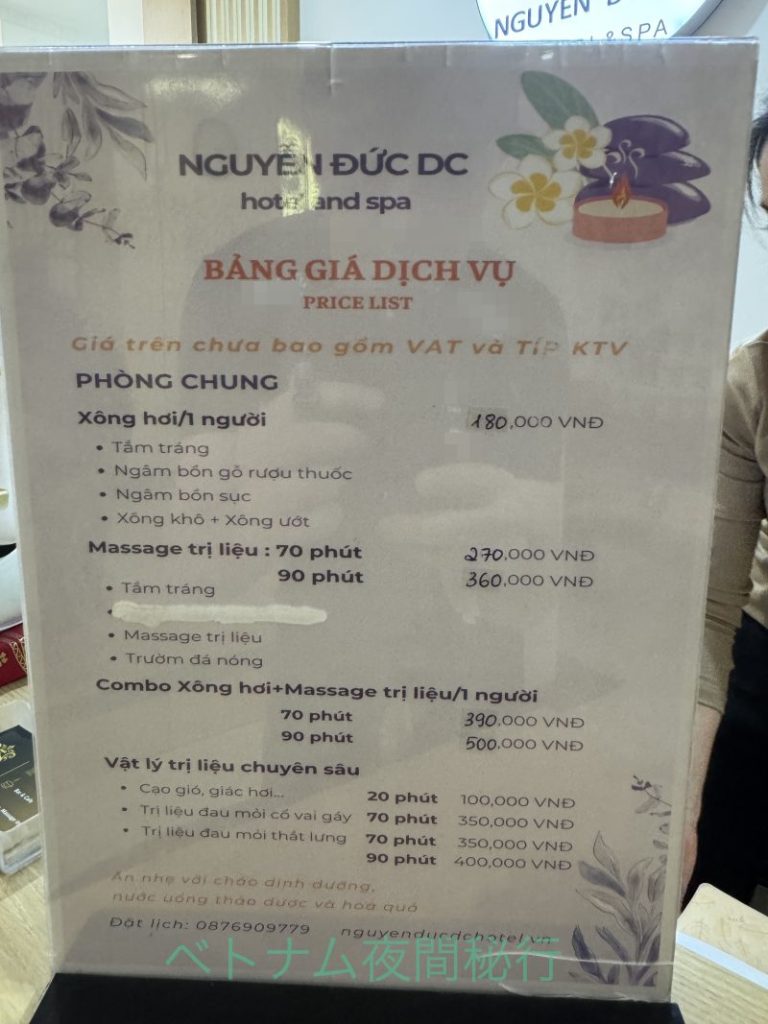 NGUYEN
& SPA
NGUYỄN ĐỨC DC
hotel and spa
BẢNG GIÁ DỊCH VỤ
PRICE LIST
Giá trên chưa bao gồm VAT và TIP KTV
PHÒNG CHUNG
Xông hơi/1 người 180,000 VNĐ
• Tắm tráng
• Ngâm bồn gỗ rượu thuốc
• Ngâm bồn sục
• Xông khô + Xông ướt
Massage trị liệu : 70 phút 270,000 VNĐ
90 phút 360,000 VNĐ
• Tắm tráng
• Massage trị liệu
• Trườm đá nóng
Combo Xông hơi+Massage trị liệu/1 người
70 phút 390,000 VNĐ
90 phút 500,000 VNĐ
Vật lý trị liệu chuyên sâu
• Cạo gió, giác hơi... 20 phút 100,000 VNĐ
• Trị liệu đau mỏi cổ vai gáy 70 phút 350,000 VNĐ
• Trị liệu đau mỏi thắt lưng 70 phút 350,000 VNĐ
90 phút 400,000 VNĐ
Ăn nhẹ với cháo dinh dưỡng,
nước uống thảo dược và hoa quả
Đặt lịch: 0876909779 nguyenducdchotel.vn
ベトナム夜間秘行